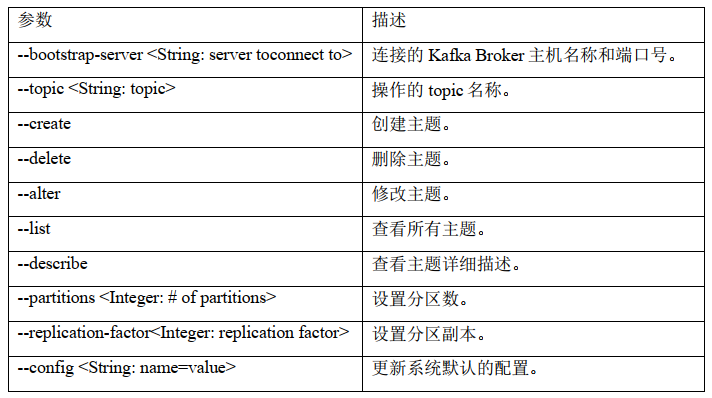 参数 描述
--bootstrap-server <String: server toconnect to> 连接的 Kafka Broker 主机名称和端口号。
--topic <String: topic> 操作的 topic 名称。
--create 创建主题。
--delete 删除主题。
--alter 修改主题。
--list 查看所有主题。
--describe 查看主题详细描述。
--partitions <Integer: # of partitions> 设置分区数。
--replication-factor<Integer: replication factor> 设置分区副本。
--config <String: name=value> 更新系统默认的配置。